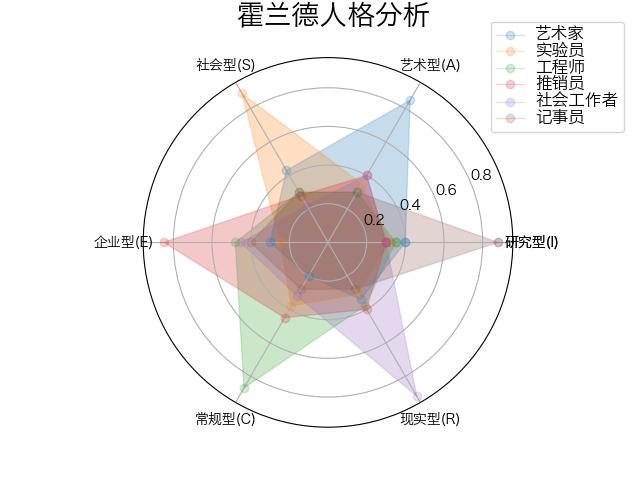 霍兰德人格分析
艺术家
实验员
工程师
推销员
社会工作者
记事员
社会型(S)
艺术型(A)
0.8
0.6
0.4
0.2
企业型(E)
研究型(I)
常规型(C)
现实型(R)